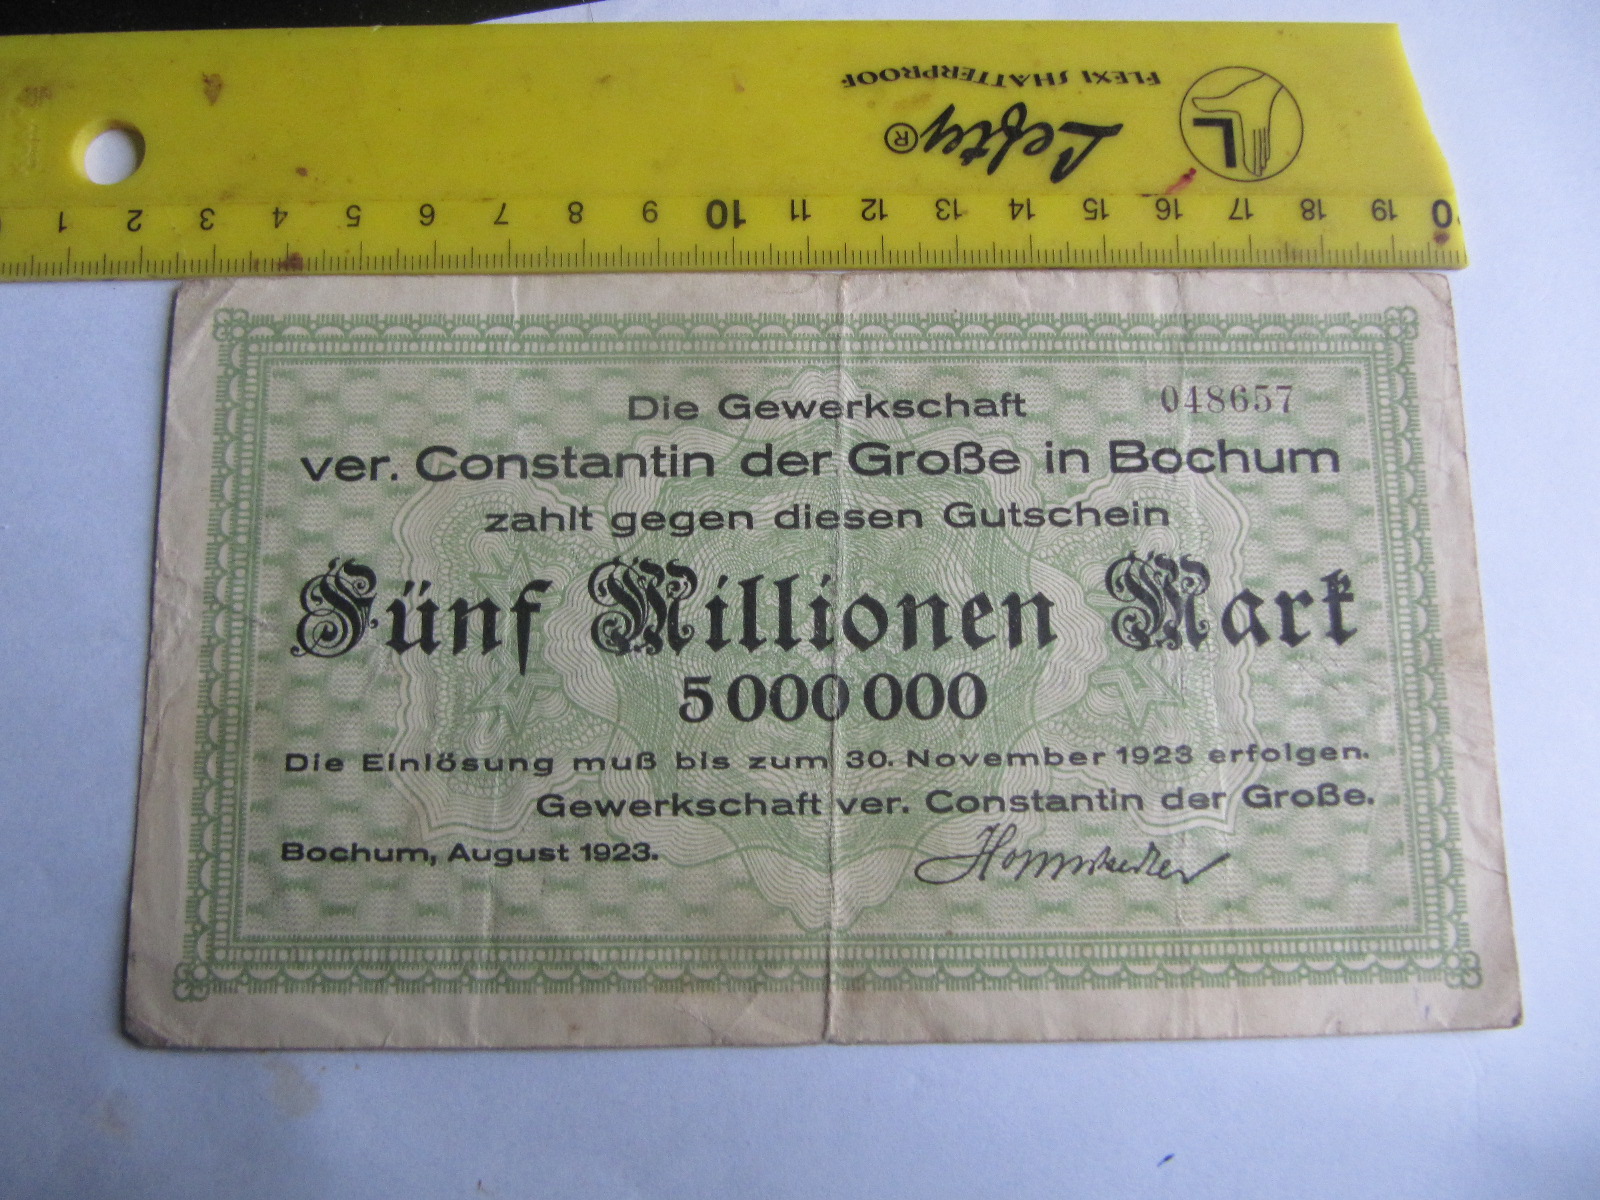 FLEXI SHATTERPROOF
Lefty®
L
1 2 3 4 5 6 7 8 9 10 11 12 13 14 15 16 17 18 19 0
048657
Die Gewerkschaft
ver. Constantin der Große in Bochum
zahlt gegen diesen Gutschein
Fünf Millionen Mark
5 000 000
Die Einlösung muß bis zum 30. November 1923 erfolgen.
Gewerkschaft ver. Constantin der Große.
Bochum, August 1923.